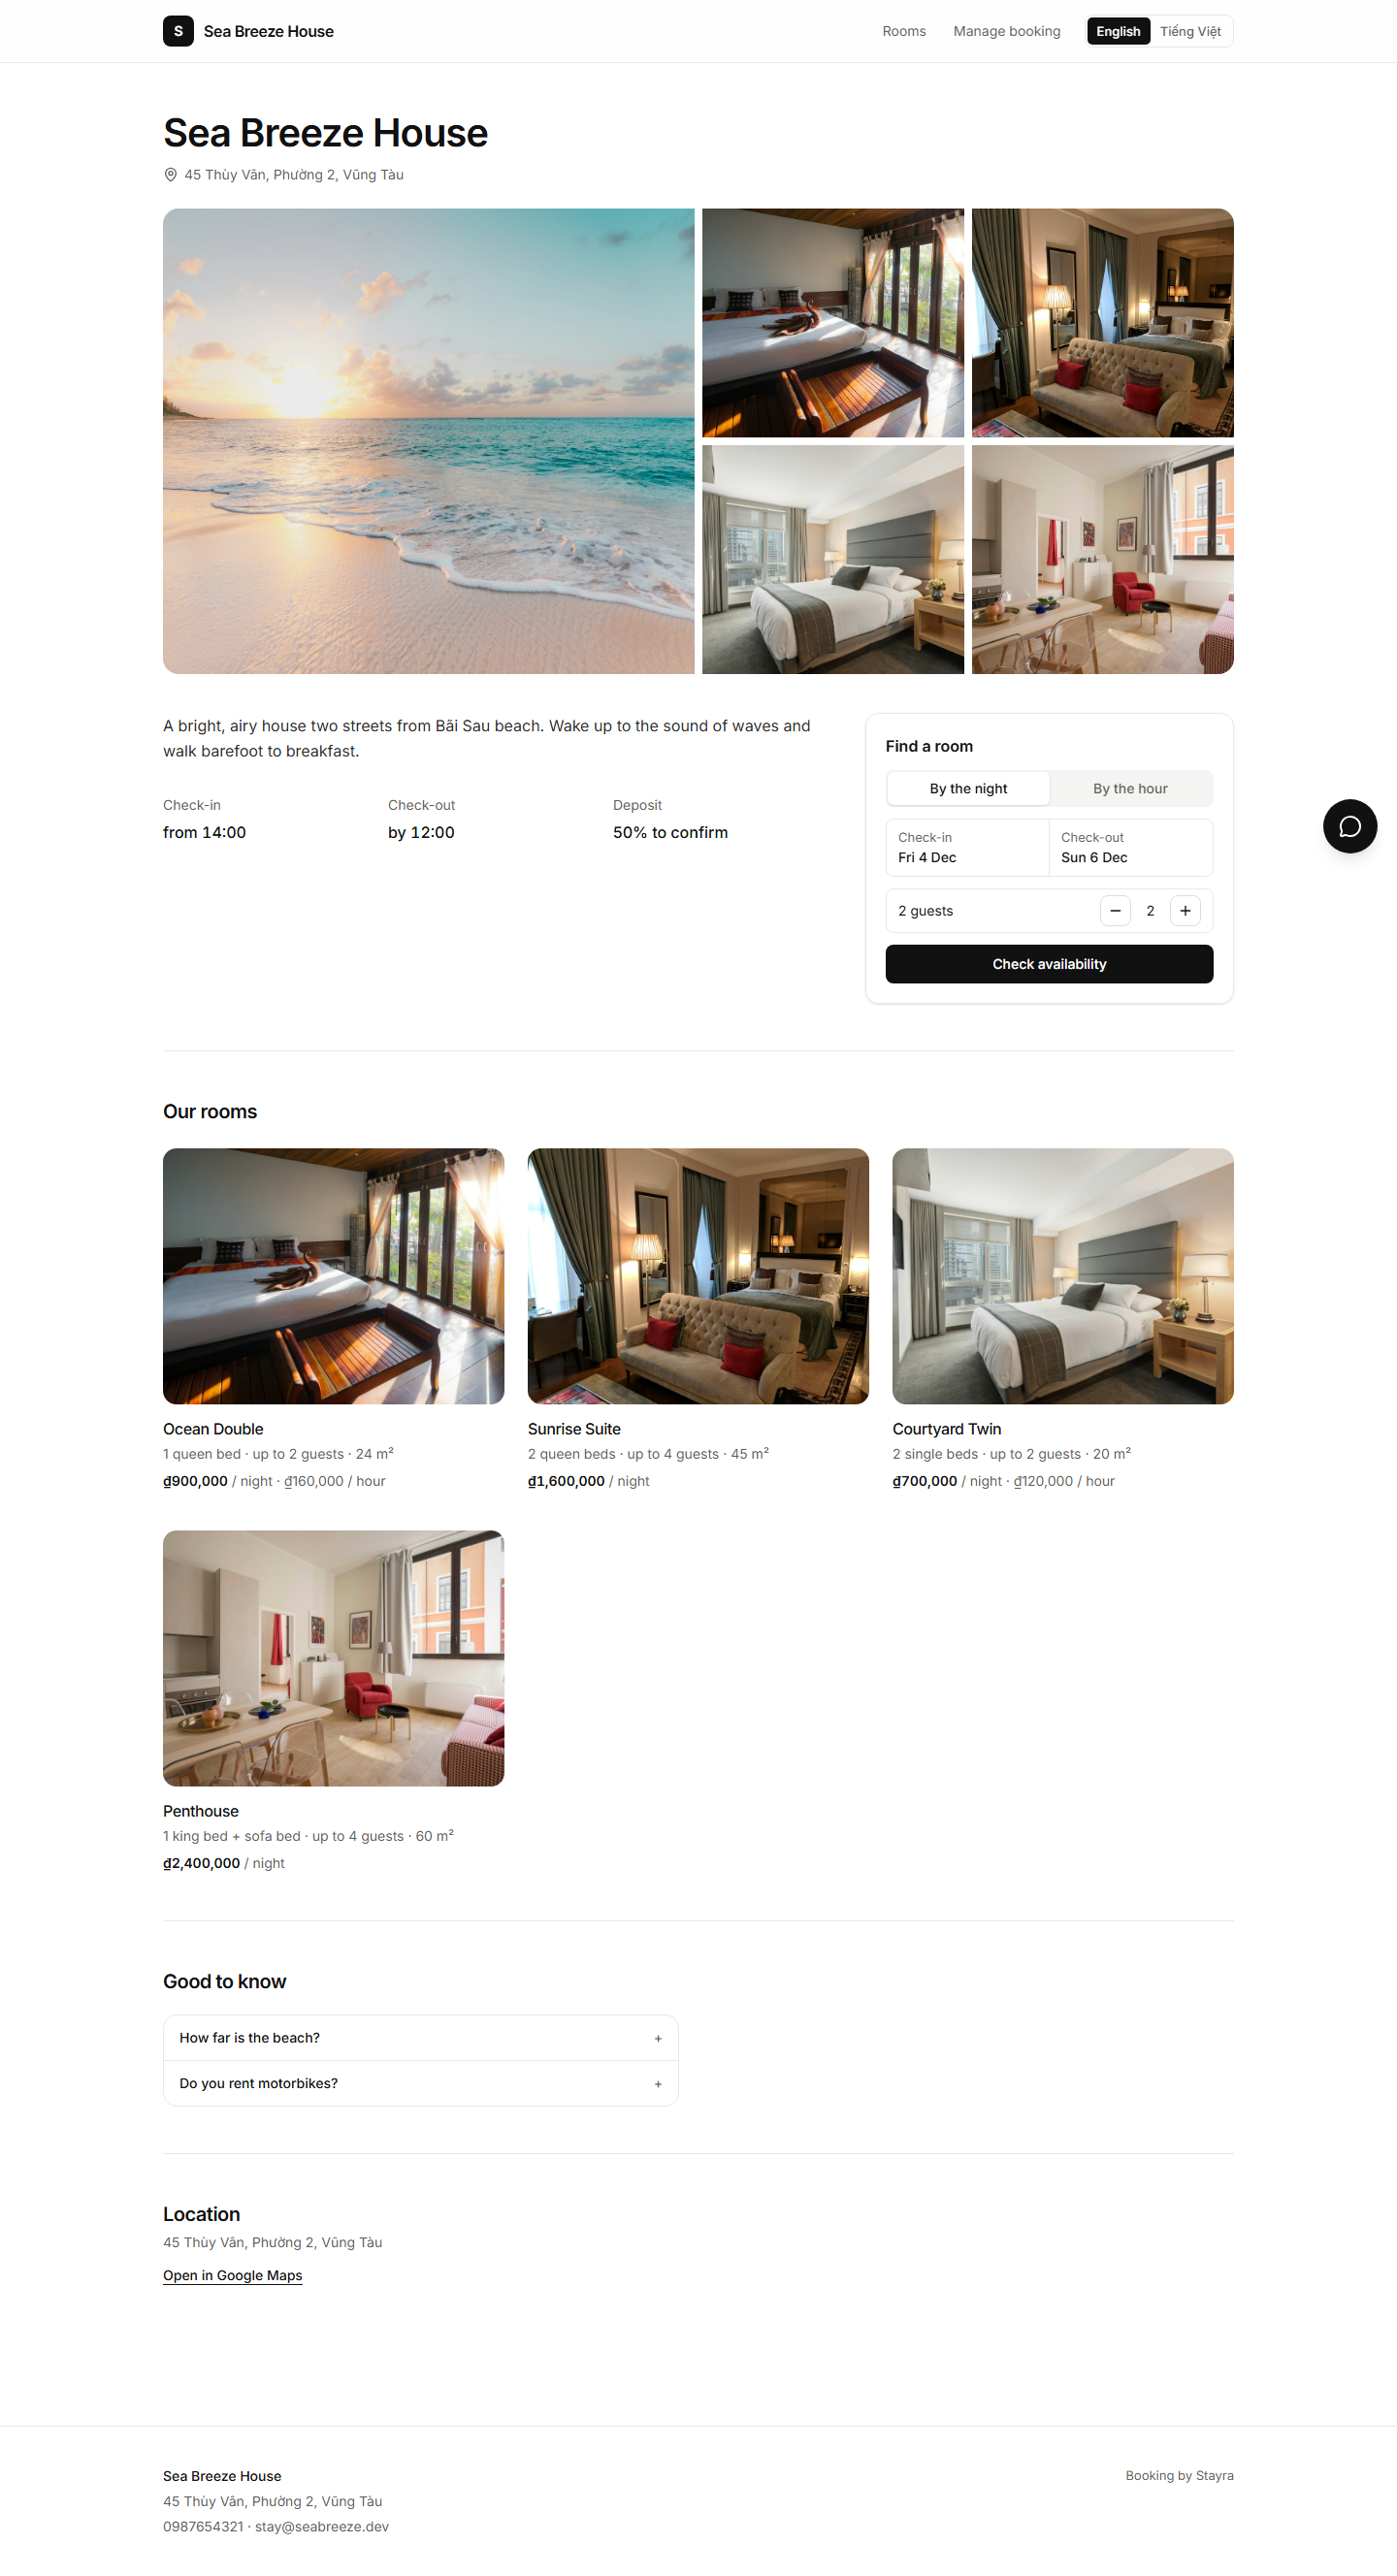 S
Sea Breeze House
Rooms
Manage booking
English
Tiếng Việt
Sea Breeze House
45 Thùy Vân, Phường 2, Vũng Tàu
A bright, airy house two streets from Bãi Sau beach. Wake up to the sound of waves and
walk barefoot to breakfast.
Check-in
from 14:00
Check-out
by 12:00
Deposit
50% to confirm
Find a room
By the night
By the hour
Check-in
Fri 4 Dec
Check-out
Sun 6 Dec
2 guests
− 2 +
Check availability
Our rooms
Ocean Double
1 queen bed · up to 2 guests · 24 m²
₫900,000 / night · ₫160,000 / hour
Sunrise Suite
2 queen beds · up to 4 guests · 45 m²
₫1,600,000 / night
Courtyard Twin
2 single beds · up to 2 guests · 20 m²
₫700,000 / night · ₫120,000 / hour
Penthouse
1 king bed + sofa bed · up to 4 guests · 60 m²
₫2,400,000 / night
Good to know
How far is the beach? +
Do you rent motorbikes? +
Location
45 Thùy Vân, Phường 2, Vũng Tàu
Open in Google Maps
Sea Breeze House
45 Thùy Vân, Phường 2, Vũng Tàu
0987654321 · stay@seabreeze.dev
Booking by Stayra